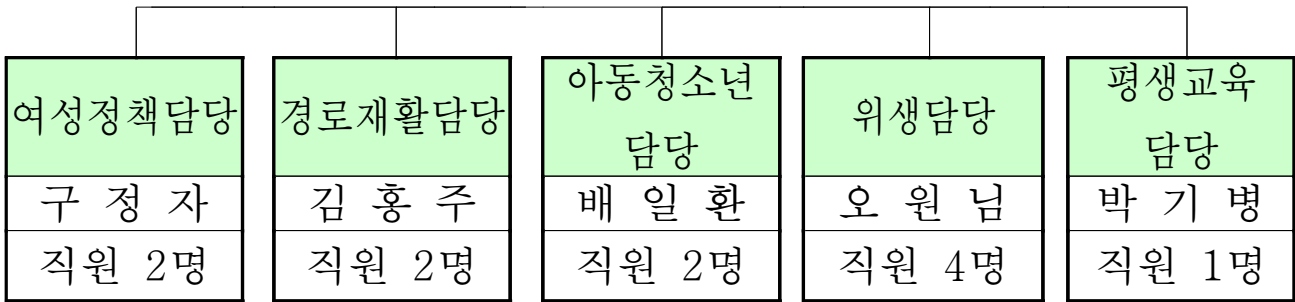 여성정책담당
구 정 자
직원 2명
경로재활담당
김 홍 주
직원 2명
아동청소년
담당
배 일 환
직원 2명
위생담당
오 원 님
직원 4명
평생교육
담당
박 기 병
직원 1명